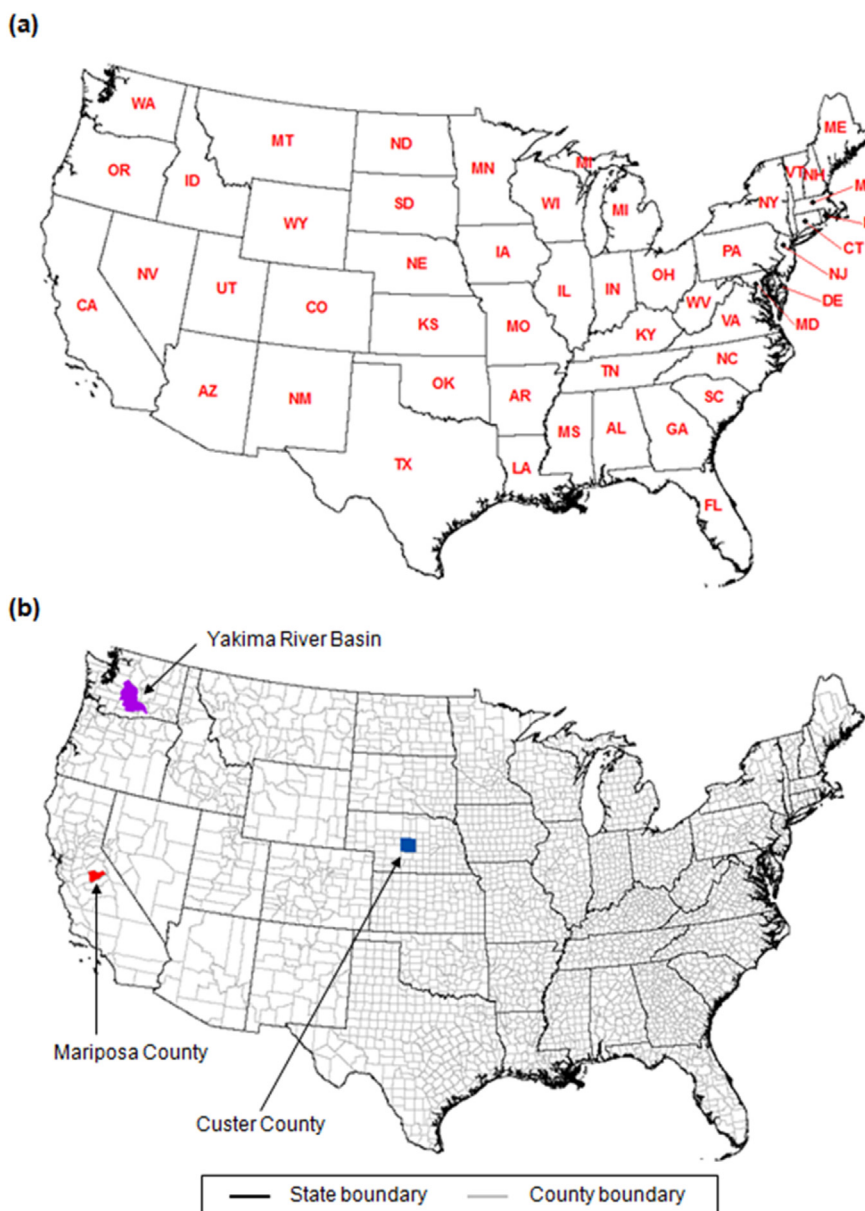 (a)
WA
MT
ND
MN
MI
ME
VT
NH
OR
ID
WY
SD
WI
MI
NY
M
NV
UT
CO
NE
IA
IL
IN
OH
PA
CT
NJ
CA
KS
MO
WV
VA
DE
MD
KY
AZ
NM
OK
AR
TN
NC
SC
TX
LA
MS
AL
GA
FL
(b)
Yakima River Basin
Mariposa County
Custer County
State boundary
County boundary